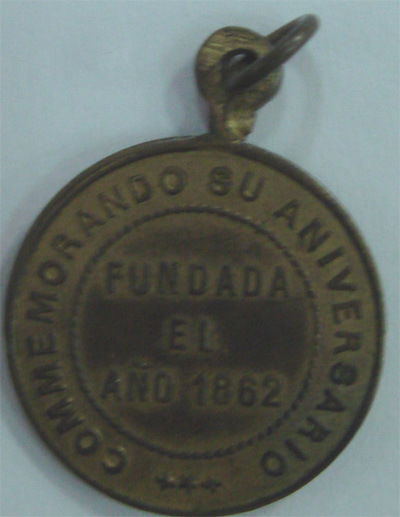 COMMEMORANDO SU ANIVERSARIO
FUNDADA
EL
AÑO 1862